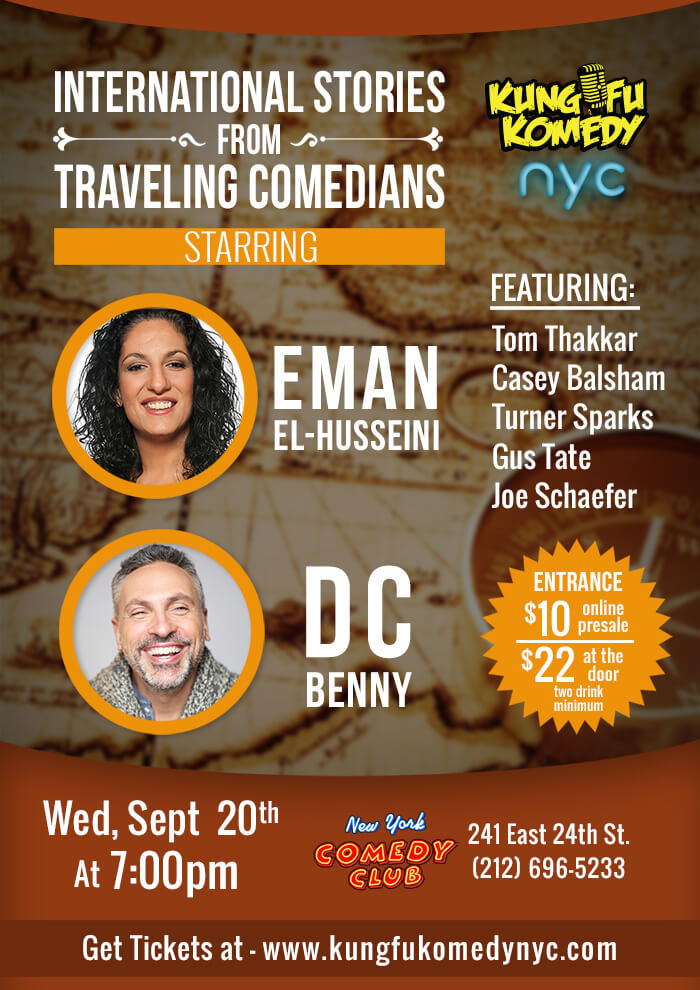 INTERNATIONAL STORIES
FROM
TRAVELING COMEDIANS
STARRING
KUNG FU
KOMEDY
nyc
EMAN
EL-HUSSEINI
DC
BENNY
FEATURING:
Tom Thakkar
Casey Balsham
Turner Sparks
Gus Tate
Joe Schaefer
ENTRANCE
$10 online presale
$22 at the door
two drink
minimum
Wed, Sept 20th
At 7:00pm
New York
COMEDY
CLUB
241 East 24th St.
(212) 696-5233
Get Tickets at - www.kungfukomedynyc.com